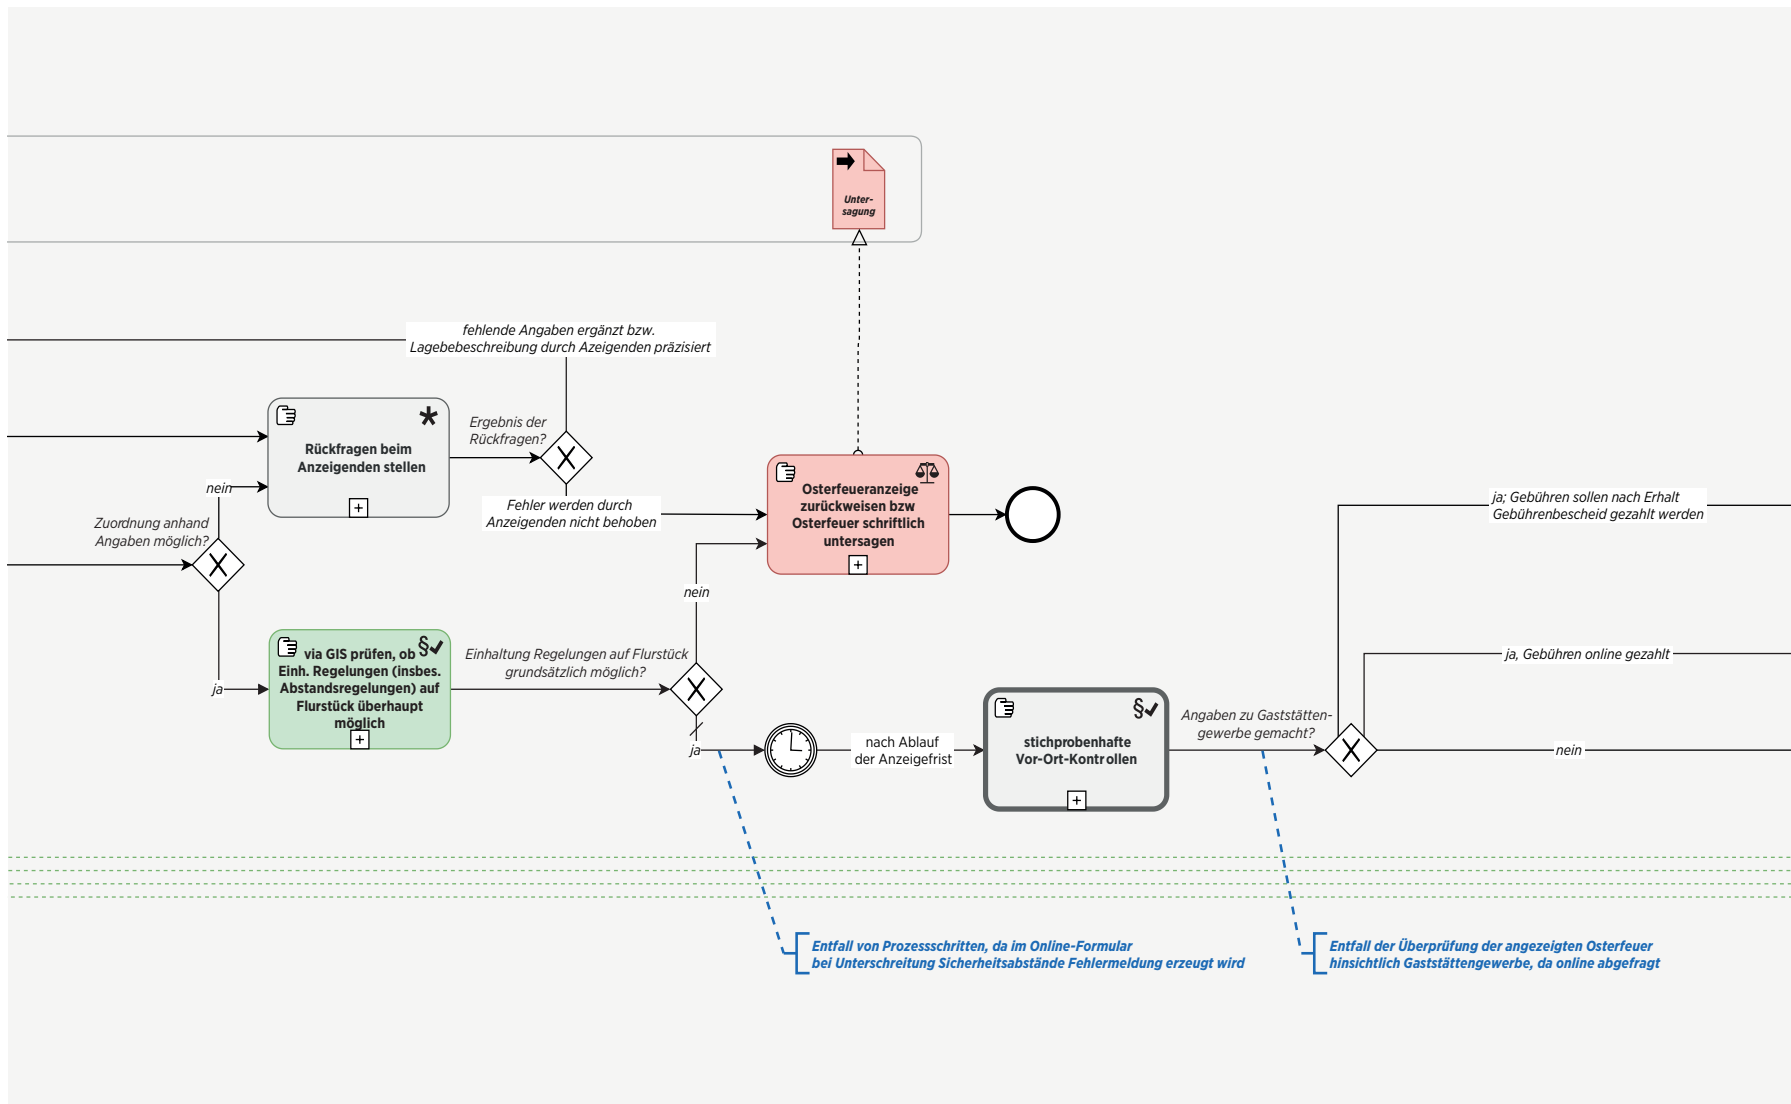 Unter-
sagung
fehlende Angaben ergänzt bzw.
Lagebebeschreibung durch Azeigenden präzisiert
Rückfragen beim
Anzeigenden stellen
Ergebnis der
Rückfragen?
nein
Zuordnung anhand
Angaben möglich?
Fehler werden durch
Anzeigenden nicht behoben
Osterfeueranzeige
zurückweisen bzw
Osterfeuer schriftlich
untersagen
ja; Gebühren sollen nach Erhalt
Gebührenbescheid gezahlt werden
nein
ja
via GIS prüfen, ob
Einh. Regelungen (insbes.
Abstandsregelungen) auf
Flurstück überhaupt
möglich
Einhaltung Regelungen auf Flurstück
grundsätzlich möglich?
ja, Gebühren online gezahlt
ja
nach Ablauf
der Anzeigefrist
§
§
stichprobenhafte
Vor-Ort-Kontrollen
Angaben zu Gaststätten-
gewerbe gemacht?
nein
Entfall von Prozessschritten, da im Online-Formular
bei Unterschreitung Sicherheitsabstände Fehlermeldung erzeugt wird
Entfall der Überprüfung der angezeigten Osterfeuer
hinsichtlich Gaststättengewerbe, da online abgefragt